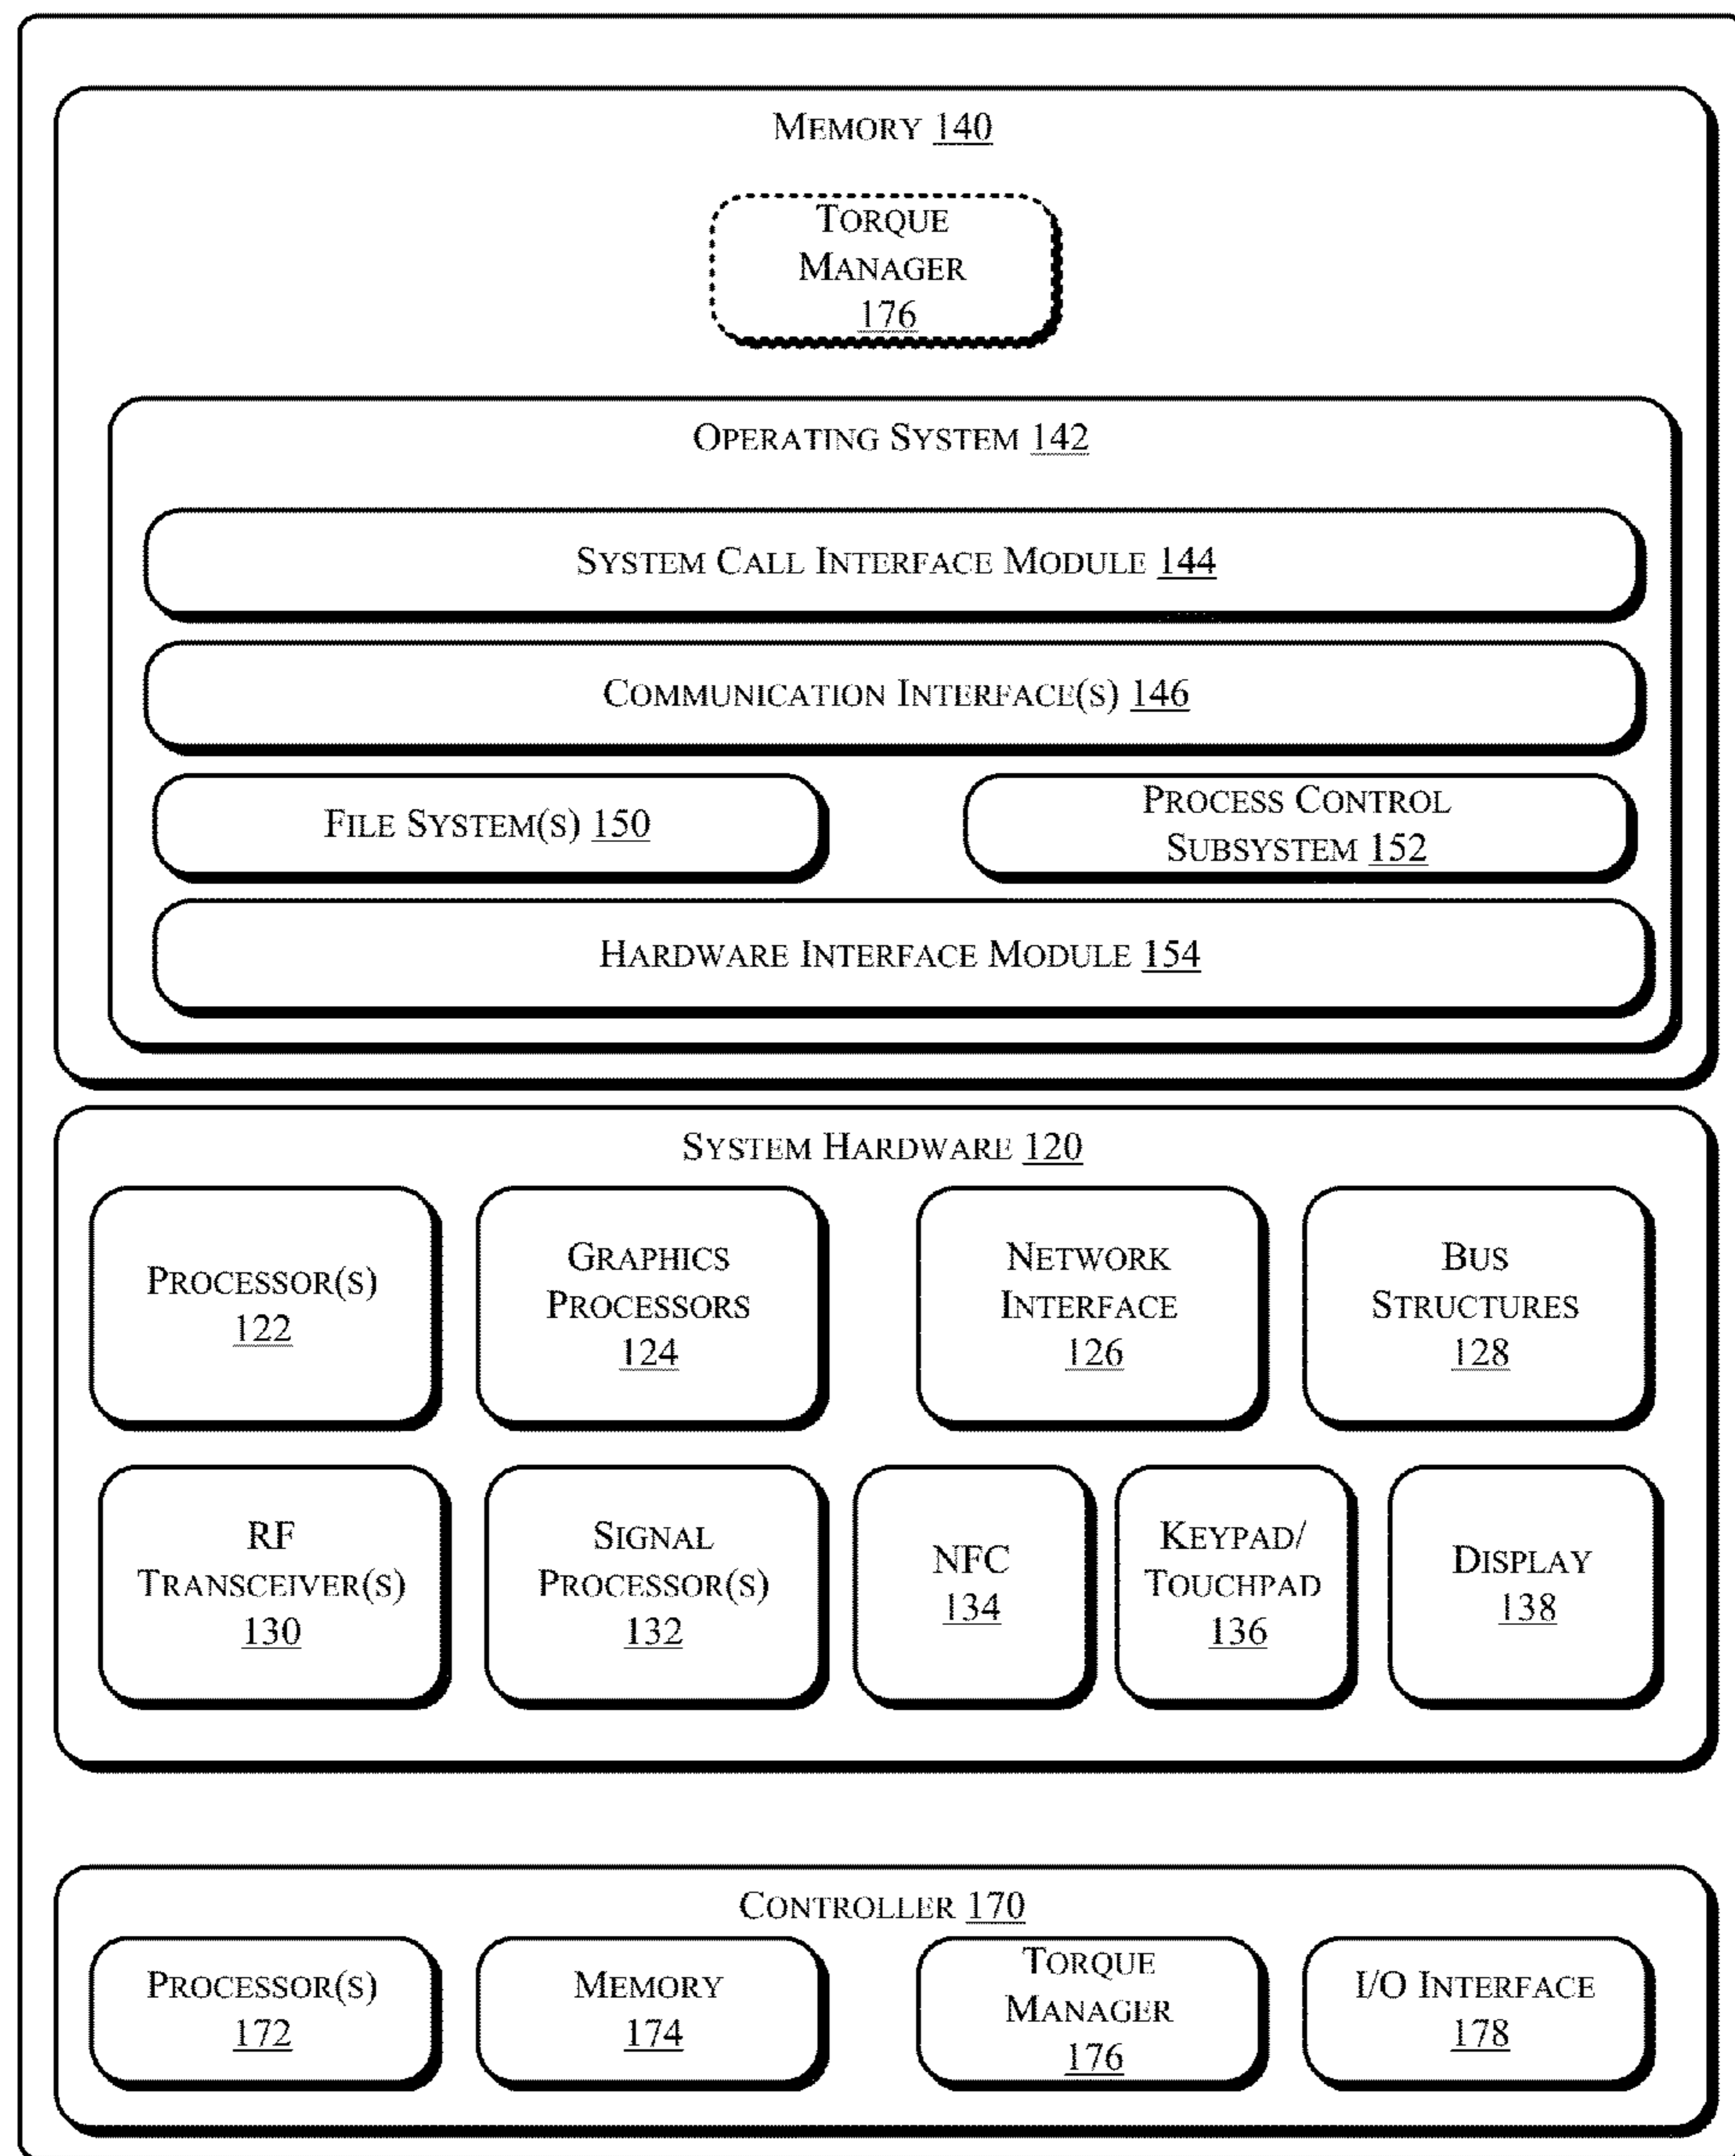 MEMORY 140
TORQUE
MANAGER
176
OPERATING SYSTEM 142
SYSTEM CALL INTERFACE MODULE 144
COMMUNICATION INTERFACE(S) 146
FILE SYSTEM(S) 150
PROCESS CONTROL
SUBSYSTEM 152
HARDWARE INTERFACE MODULE 154
SYSTEM HARDWARE 120
PROCESSOR(S)
122
GRAPHICS
PROCESSORS
124
NETWORK
INTERFACE
126
BUS
STRUCTURES
128
RF
TRANSCEIVER(S)
130
SIGNAL
PROCESSOR(S)
132
NFC
134
KEYPAD/
TOUCHPAD
136
DISPLAY
138
CONTROLLER 170
PROCESSOR(S)
172
MEMORY
174
TORQUE
MANAGER
176
I/O INTERFACE
178